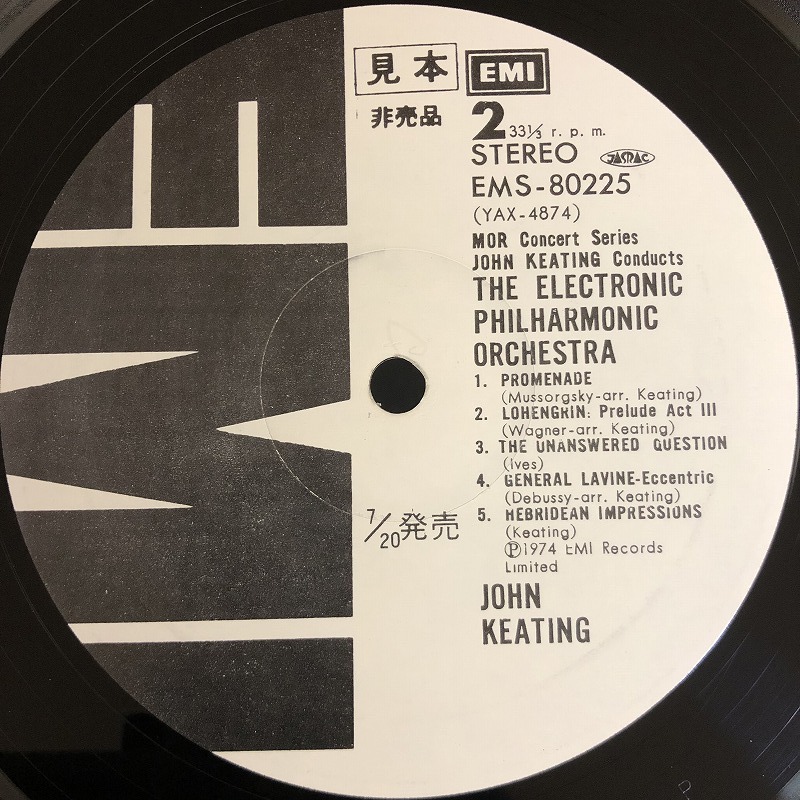 見本
EMI
非売品
2 33⅓ r. p. m.
STEREO JASRAC
EMS-80225
(YAX-4874)
MOR Concert Series
JOHN KEATING Conducts
THE ELECTRONIC
PHILHARMONIC
ORCHESTRA
1. PROMENADE
(Mussorgsky-arr. Keating)
2. LOHENGRIN: Prelude Act III
(Wagner-arr. Keating)
3. THE UNANSWERED QUESTION
(Ives)
4. GENERAL LAVINE-Eccentric
(Debussy-arr. Keating)
5. HEBRIDEAN IMPRESSIONS
(Keating)
Ⓟ1974 EMI Records
Limited
7/20発売
JOHN
KEATING
EMI